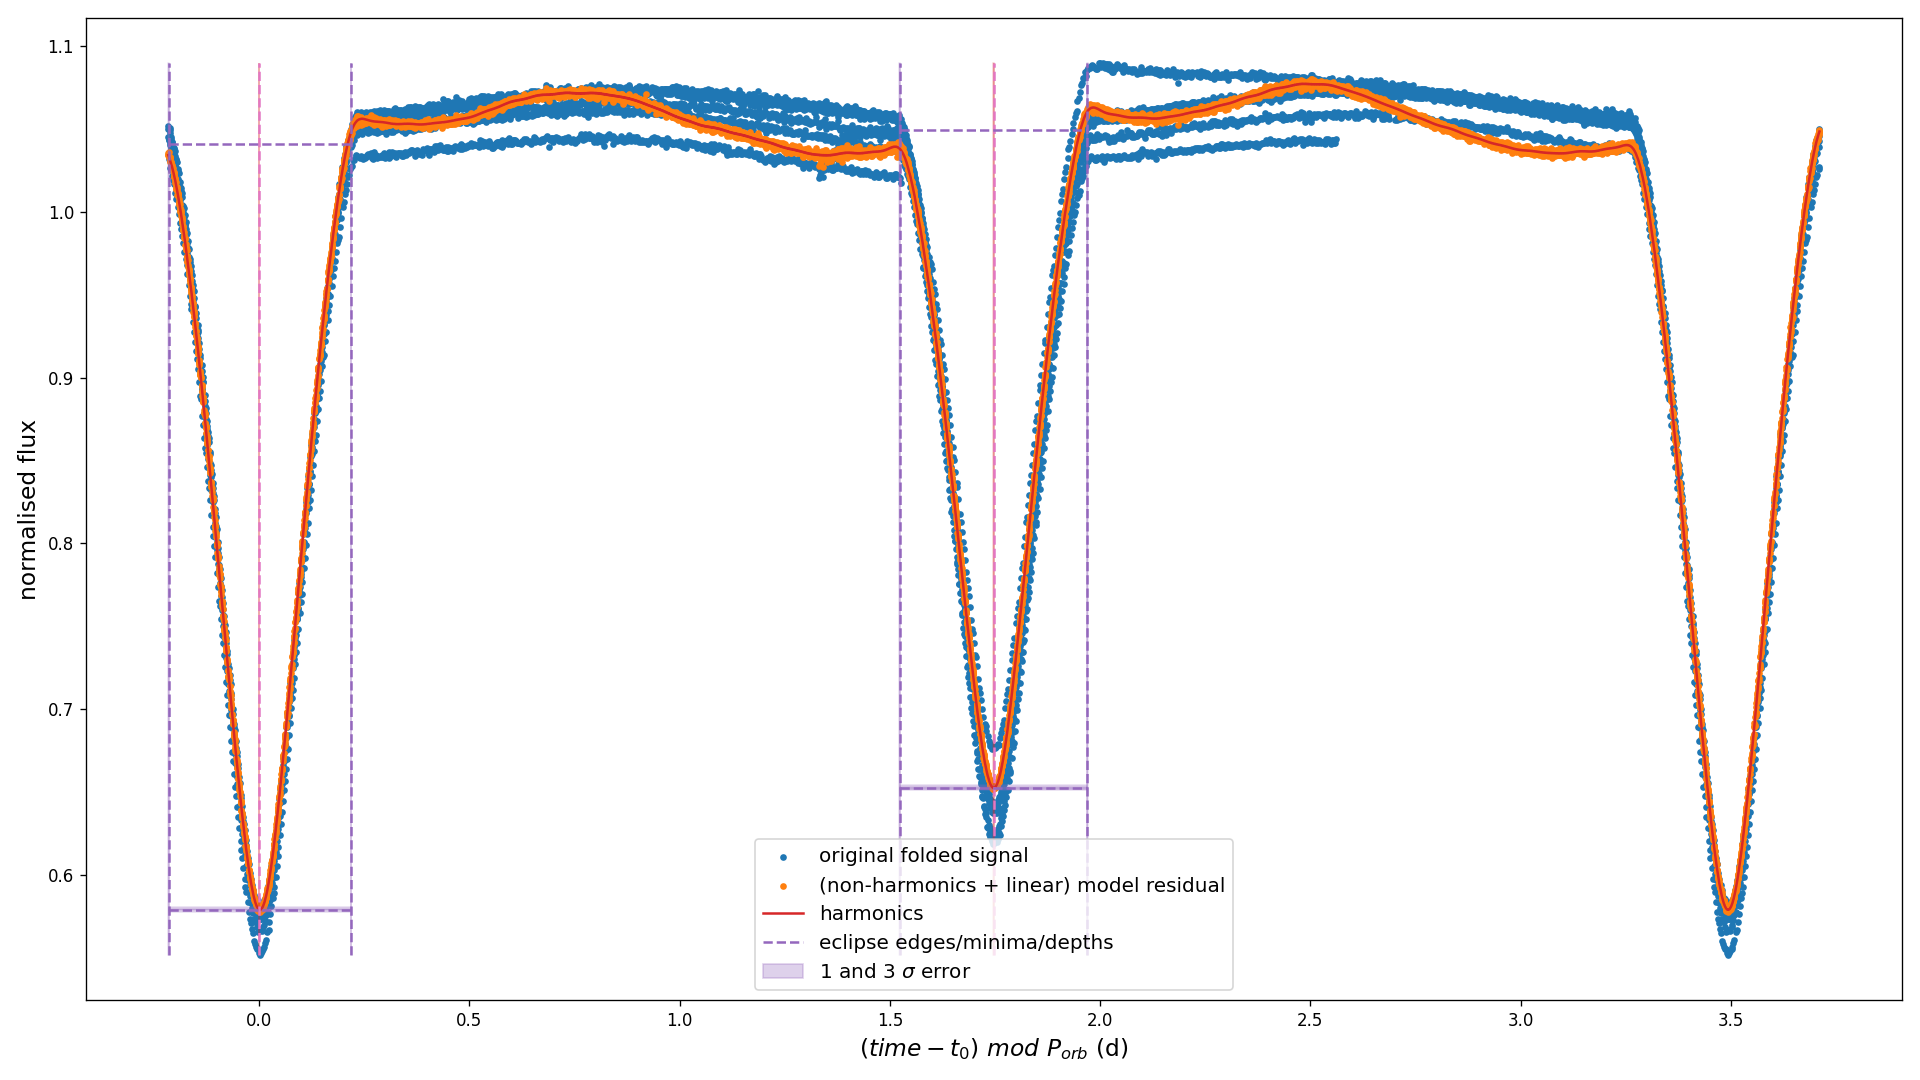 normalised flux
1.1
1.0
0.9
0.8
0.7
0.6
original folded signal
(non-harmonics + linear) model residual
harmonics
eclipse edges/minima/depths
1 and 3 σ error
0.0 0.5 1.0 1.5 2.0 2.5 3.0 3.5
(time − t₀) mod Pₒᵣb (d)